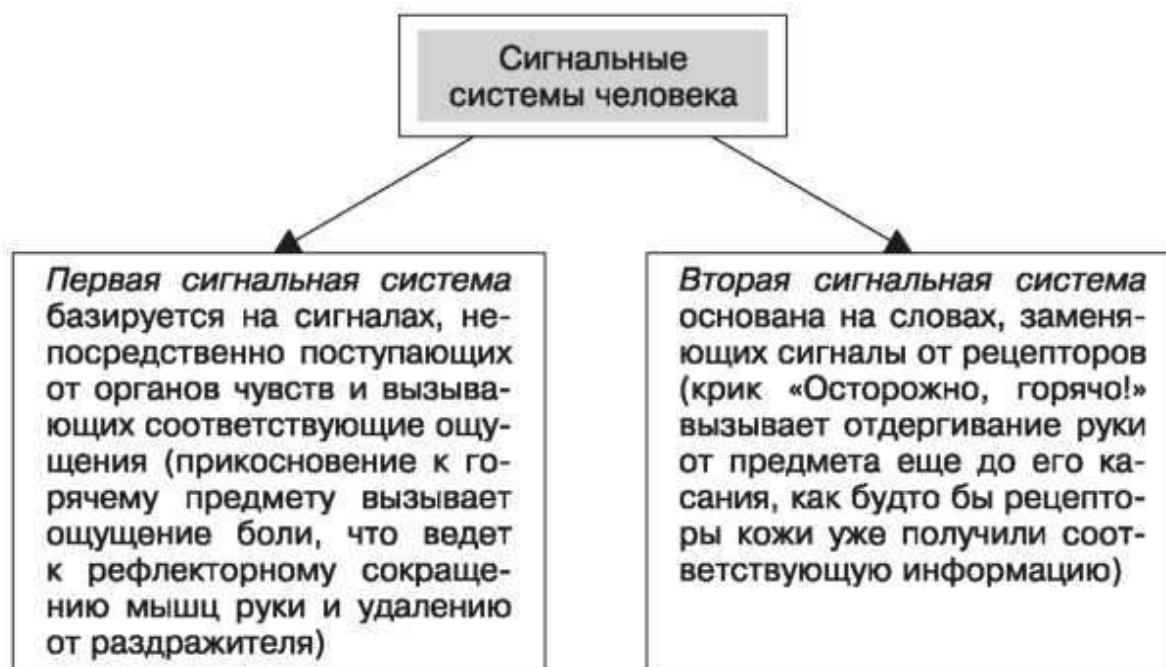 Сигнальные
системы человека
Первая сигнальная система
базируется на сигналах, не-
посредственно поступающих
от органов чувств и вызыва-
ющих соответствующие ощу-
щения (прикосновение к го-
рячему предмету вызывает
ощущение боли, что ведет
к рефлекторному сокраще-
нию мышц руки и удалению
от раздражителя)
Вторая сигнальная система
основана на словах, заменя-
ющих сигналы от рецепторов
(крик «Осторожно, горячо!»
вызывает отдергивание руки
от предмета еще до его ка-
сания, как будто бы рецепто-
ры кожи уже получили соот-
ветствующую информацию)